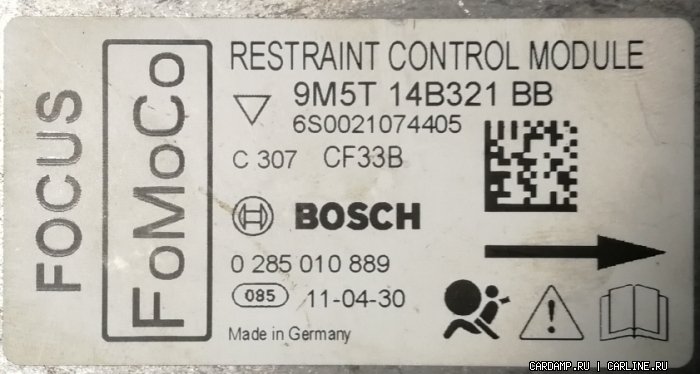 FOCUS
FoMoCo
RESTRAINT CONTROL MODULE
9M5T 14B321 BB
6S0021074405
C 307 CF33B
BOSCH
0 285 010 889
085 11-04-30
Made in Germany
CARDAMP.RU | CARLINE.RU